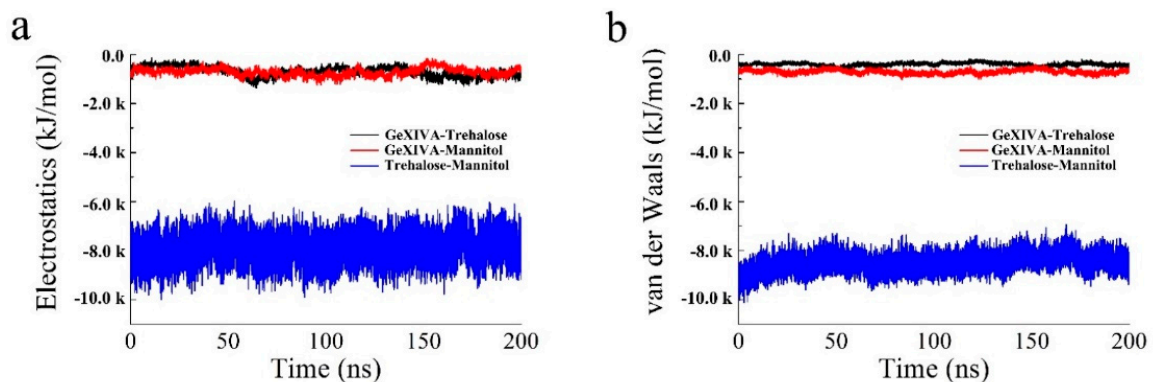 a
Electrostatics (kJ/mol)
0.0
-2.0 k
-4.0 k
-6.0 k
-8.0 k
-10.0 k
GeXIVA-Trehalose
GeXIVA-Mannitol
Trehalose-Mannitol
0 50 100 150 200
Time (ns)
b
van der Waals (kJ/mol)
0.0
-2.0 k
-4.0 k
-6.0 k
-8.0 k
-10.0 k
GeXIVA-Trehalose
GeXIVA-Mannitol
Trehalose-Mannitol
0 50 100 150 200
Time (ns)